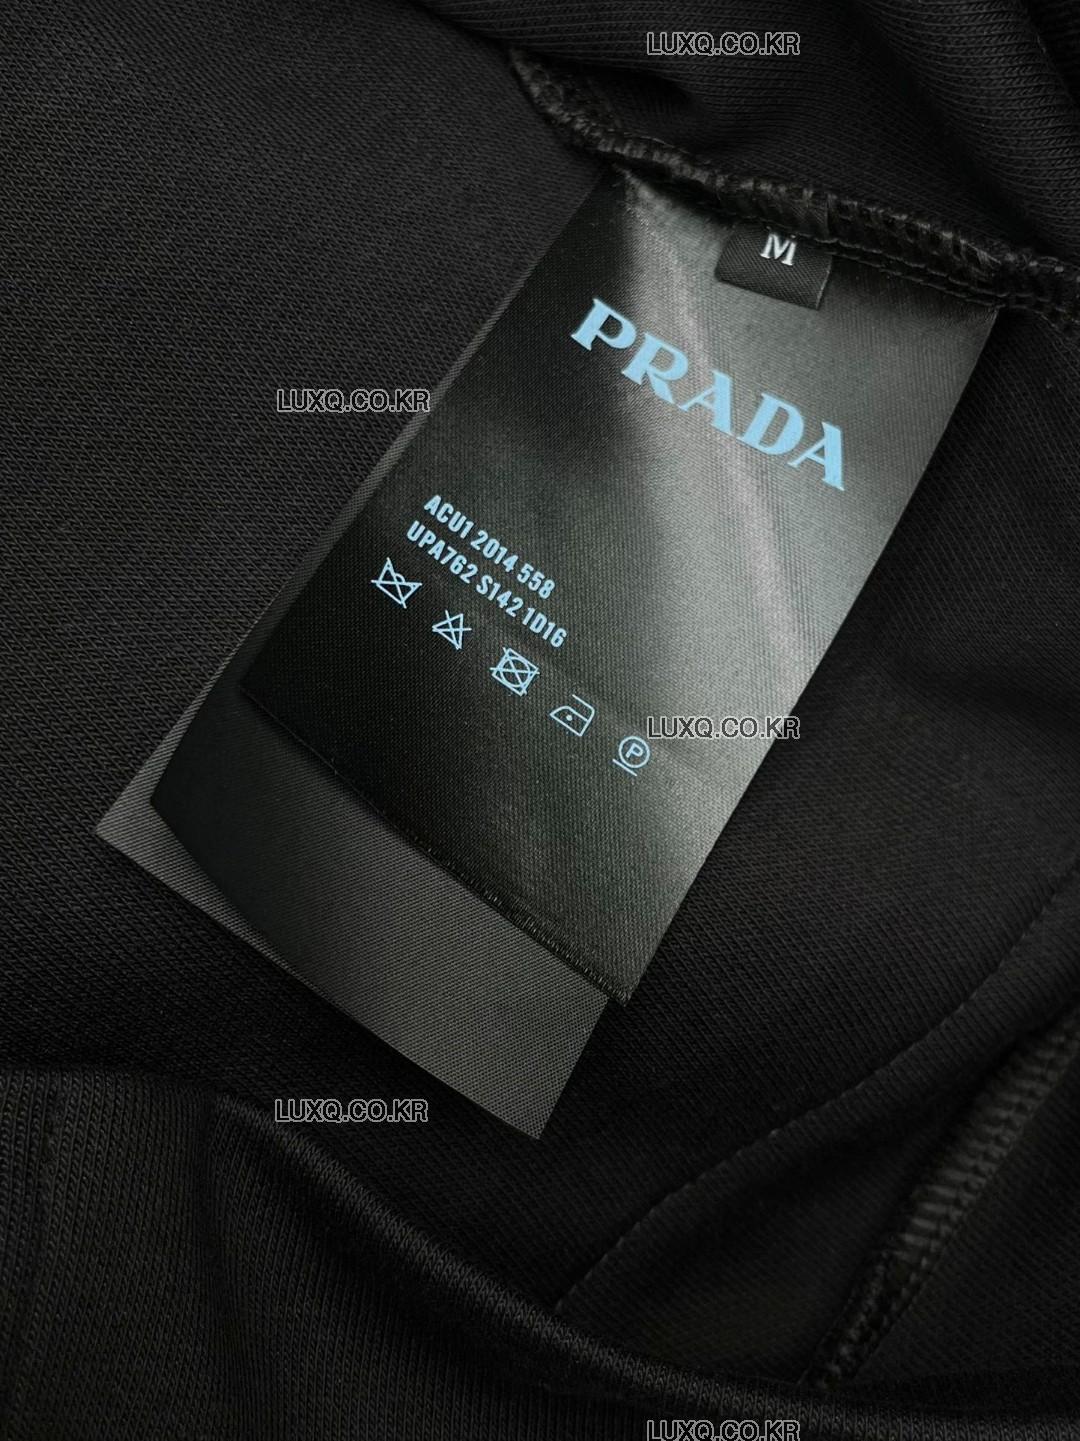 LUXQ.CO.KR
M
PRADA
LUXQ.CO.KR
ACU1 2014 558
UPA762 S142 1D16
P
LUXQ.CO.KR
LUXQ.CO.KR
LUXQ.CO.KR